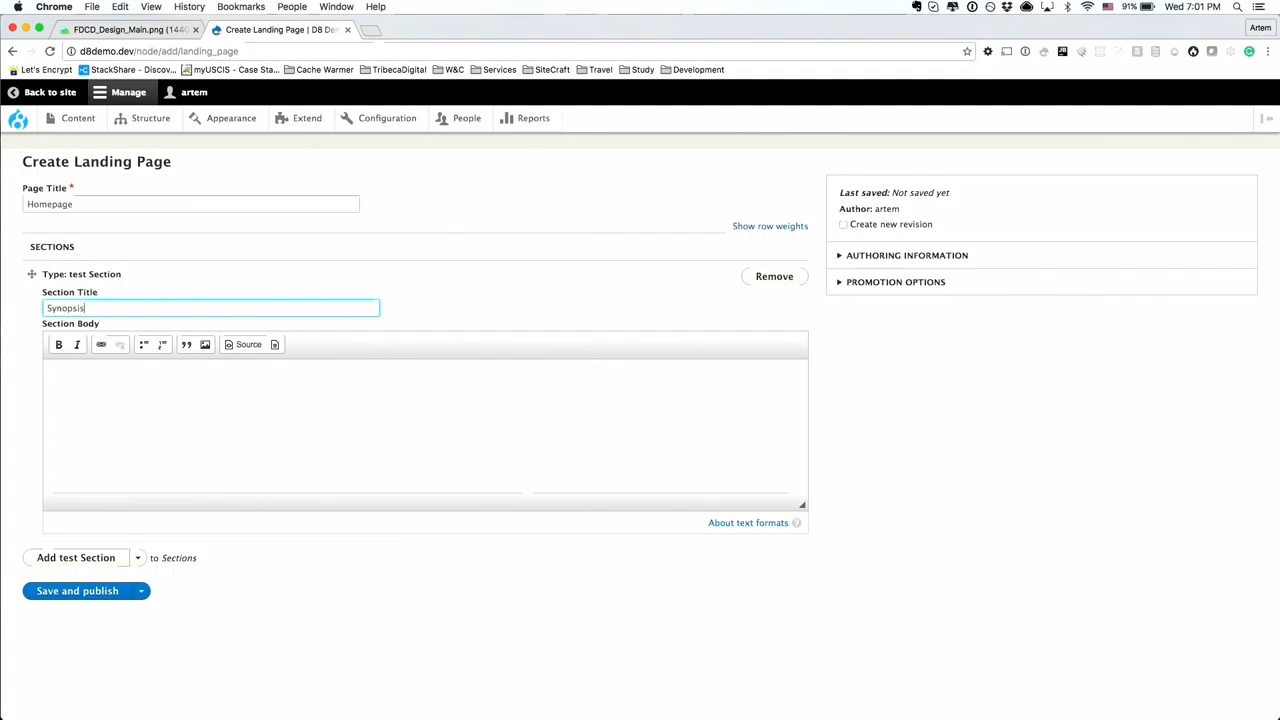 Chrome File Edit View History Bookmarks People Window Help 91% Wed 7:01 PM
FDCD_Design_Main.png (1440 Create Landing Page | D8 Dem Artem
d8demo.dev/node/add/landing_page
Let's Encrypt StackShare - Discov... myUSCIS - Case Sta... Cache Warmer TribecaDigital W&C Services SiteCraft Travel Study Development
Back to site Manage artem
Content Structure Appearance Extend Configuration People Reports
Create Landing Page
Page Title *
Homepage
Show row weights
SECTIONS
Type: test Section
Remove
Section Title
Synopsis
Section Body
B I Source
About text formats ?
Add test Section to Sections
Save and publish
Last saved: Not saved yet
Author: artem
Create new revision
AUTHORING INFORMATION
PROMOTION OPTIONS